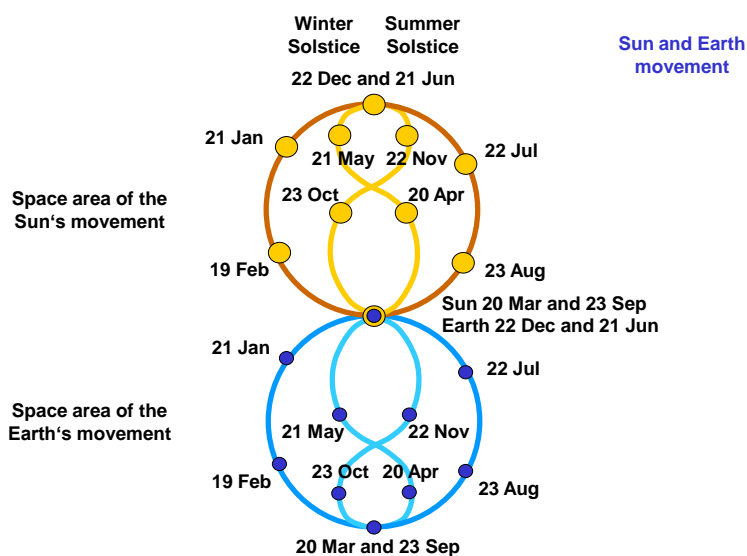 Winter
Solstice
Summer
Solstice
Sun and Earth
movement
22 Dec and 21 Jun
21 Jan
21 May
22 Nov
22 Jul
Space area of the
Sun‘s movement
23 Oct
20 Apr
19 Feb
23 Aug
Sun 20 Mar and 23 Sep
Earth 22 Dec and 21 Jun
21 Jan
22 Jul
Space area of the
Earth‘s movement
21 May
22 Nov
19 Feb
23 Oct
20 Apr
23 Aug
20 Mar and 23 Sep